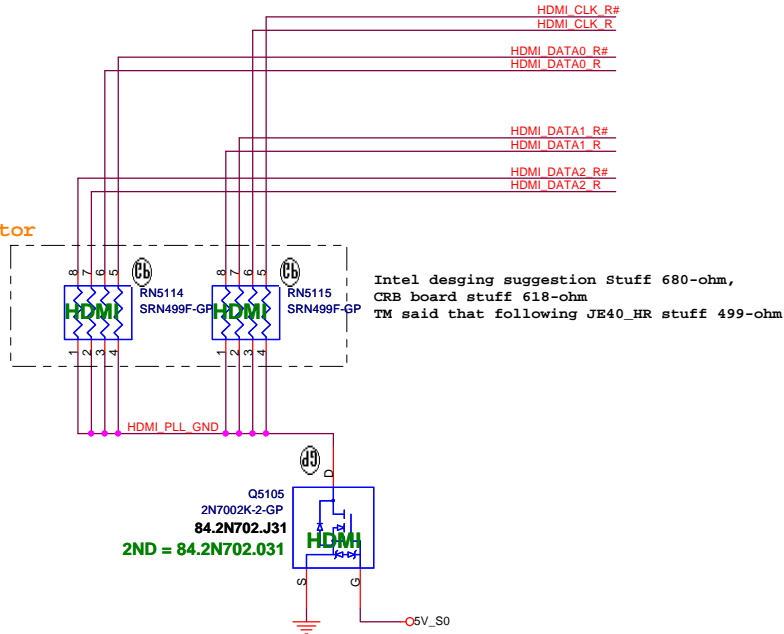 HDMI_CLK_R#
HDMI_CLK_R
HDMI_DATA0_R#
HDMI_DATA0_R
HDMI_DATA1_R#
HDMI_DATA1_R
HDMI_DATA2_R#
HDMI_DATA2_R
tor
8 7 6 5
8 7 6 5
RN5114
SRN499F-GP
HDMI
RN5115
SRN499F-GP
HDMI
1 2 3 4
1 2 3 4
Intel desging suggestion Stuff 680-ohm,
CRB board stuff 618-ohm
TM said that following JE40_HR stuff 499-ohm
HDMI_PLL_GND
D
Q5105
2N7002K-2-GP
84.2N702.J31
2ND = 84.2N702.031
HDMI
S
G
5V_S0